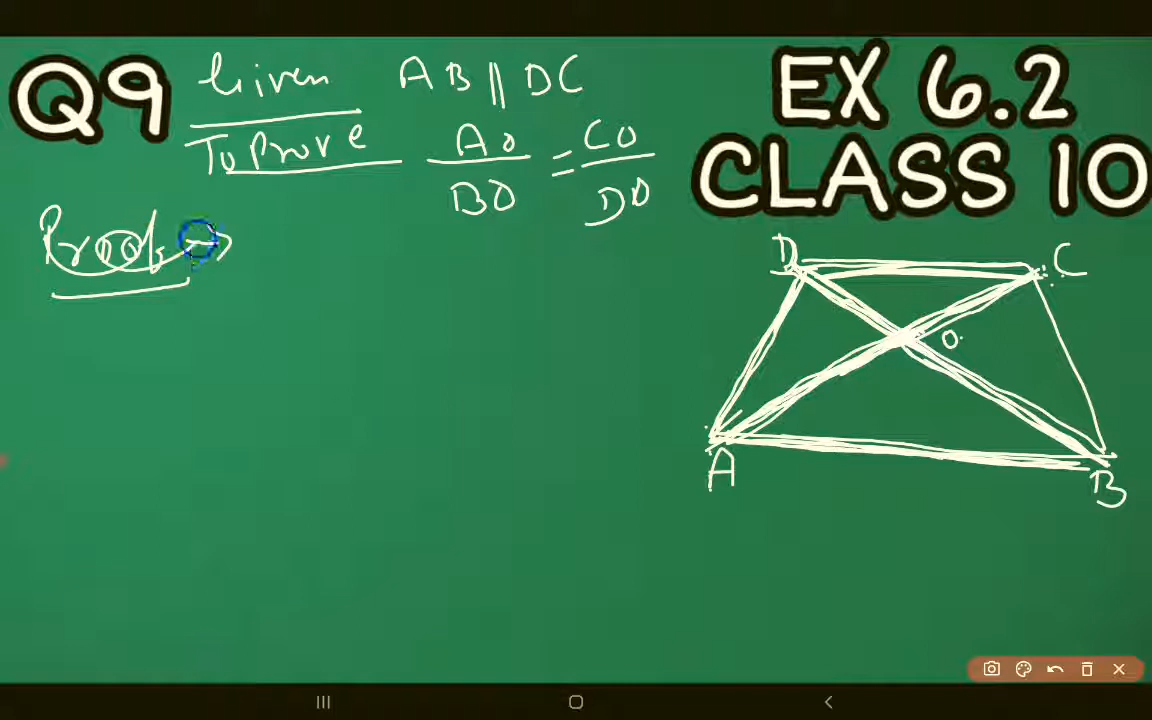 Q9
Given AB || DC
To Prove AO/BO = CO/DO
Proof →
EX 6.2
CLASS 10
D C
O
A B